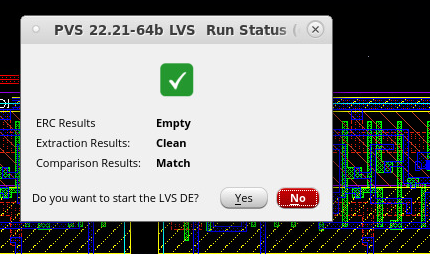 PVS 22.21-64b LVS Run Status (
ERC Results Empty
Extraction Results: Clean
Comparison Results: Match
Do you want to start the LVS DE? Yes No